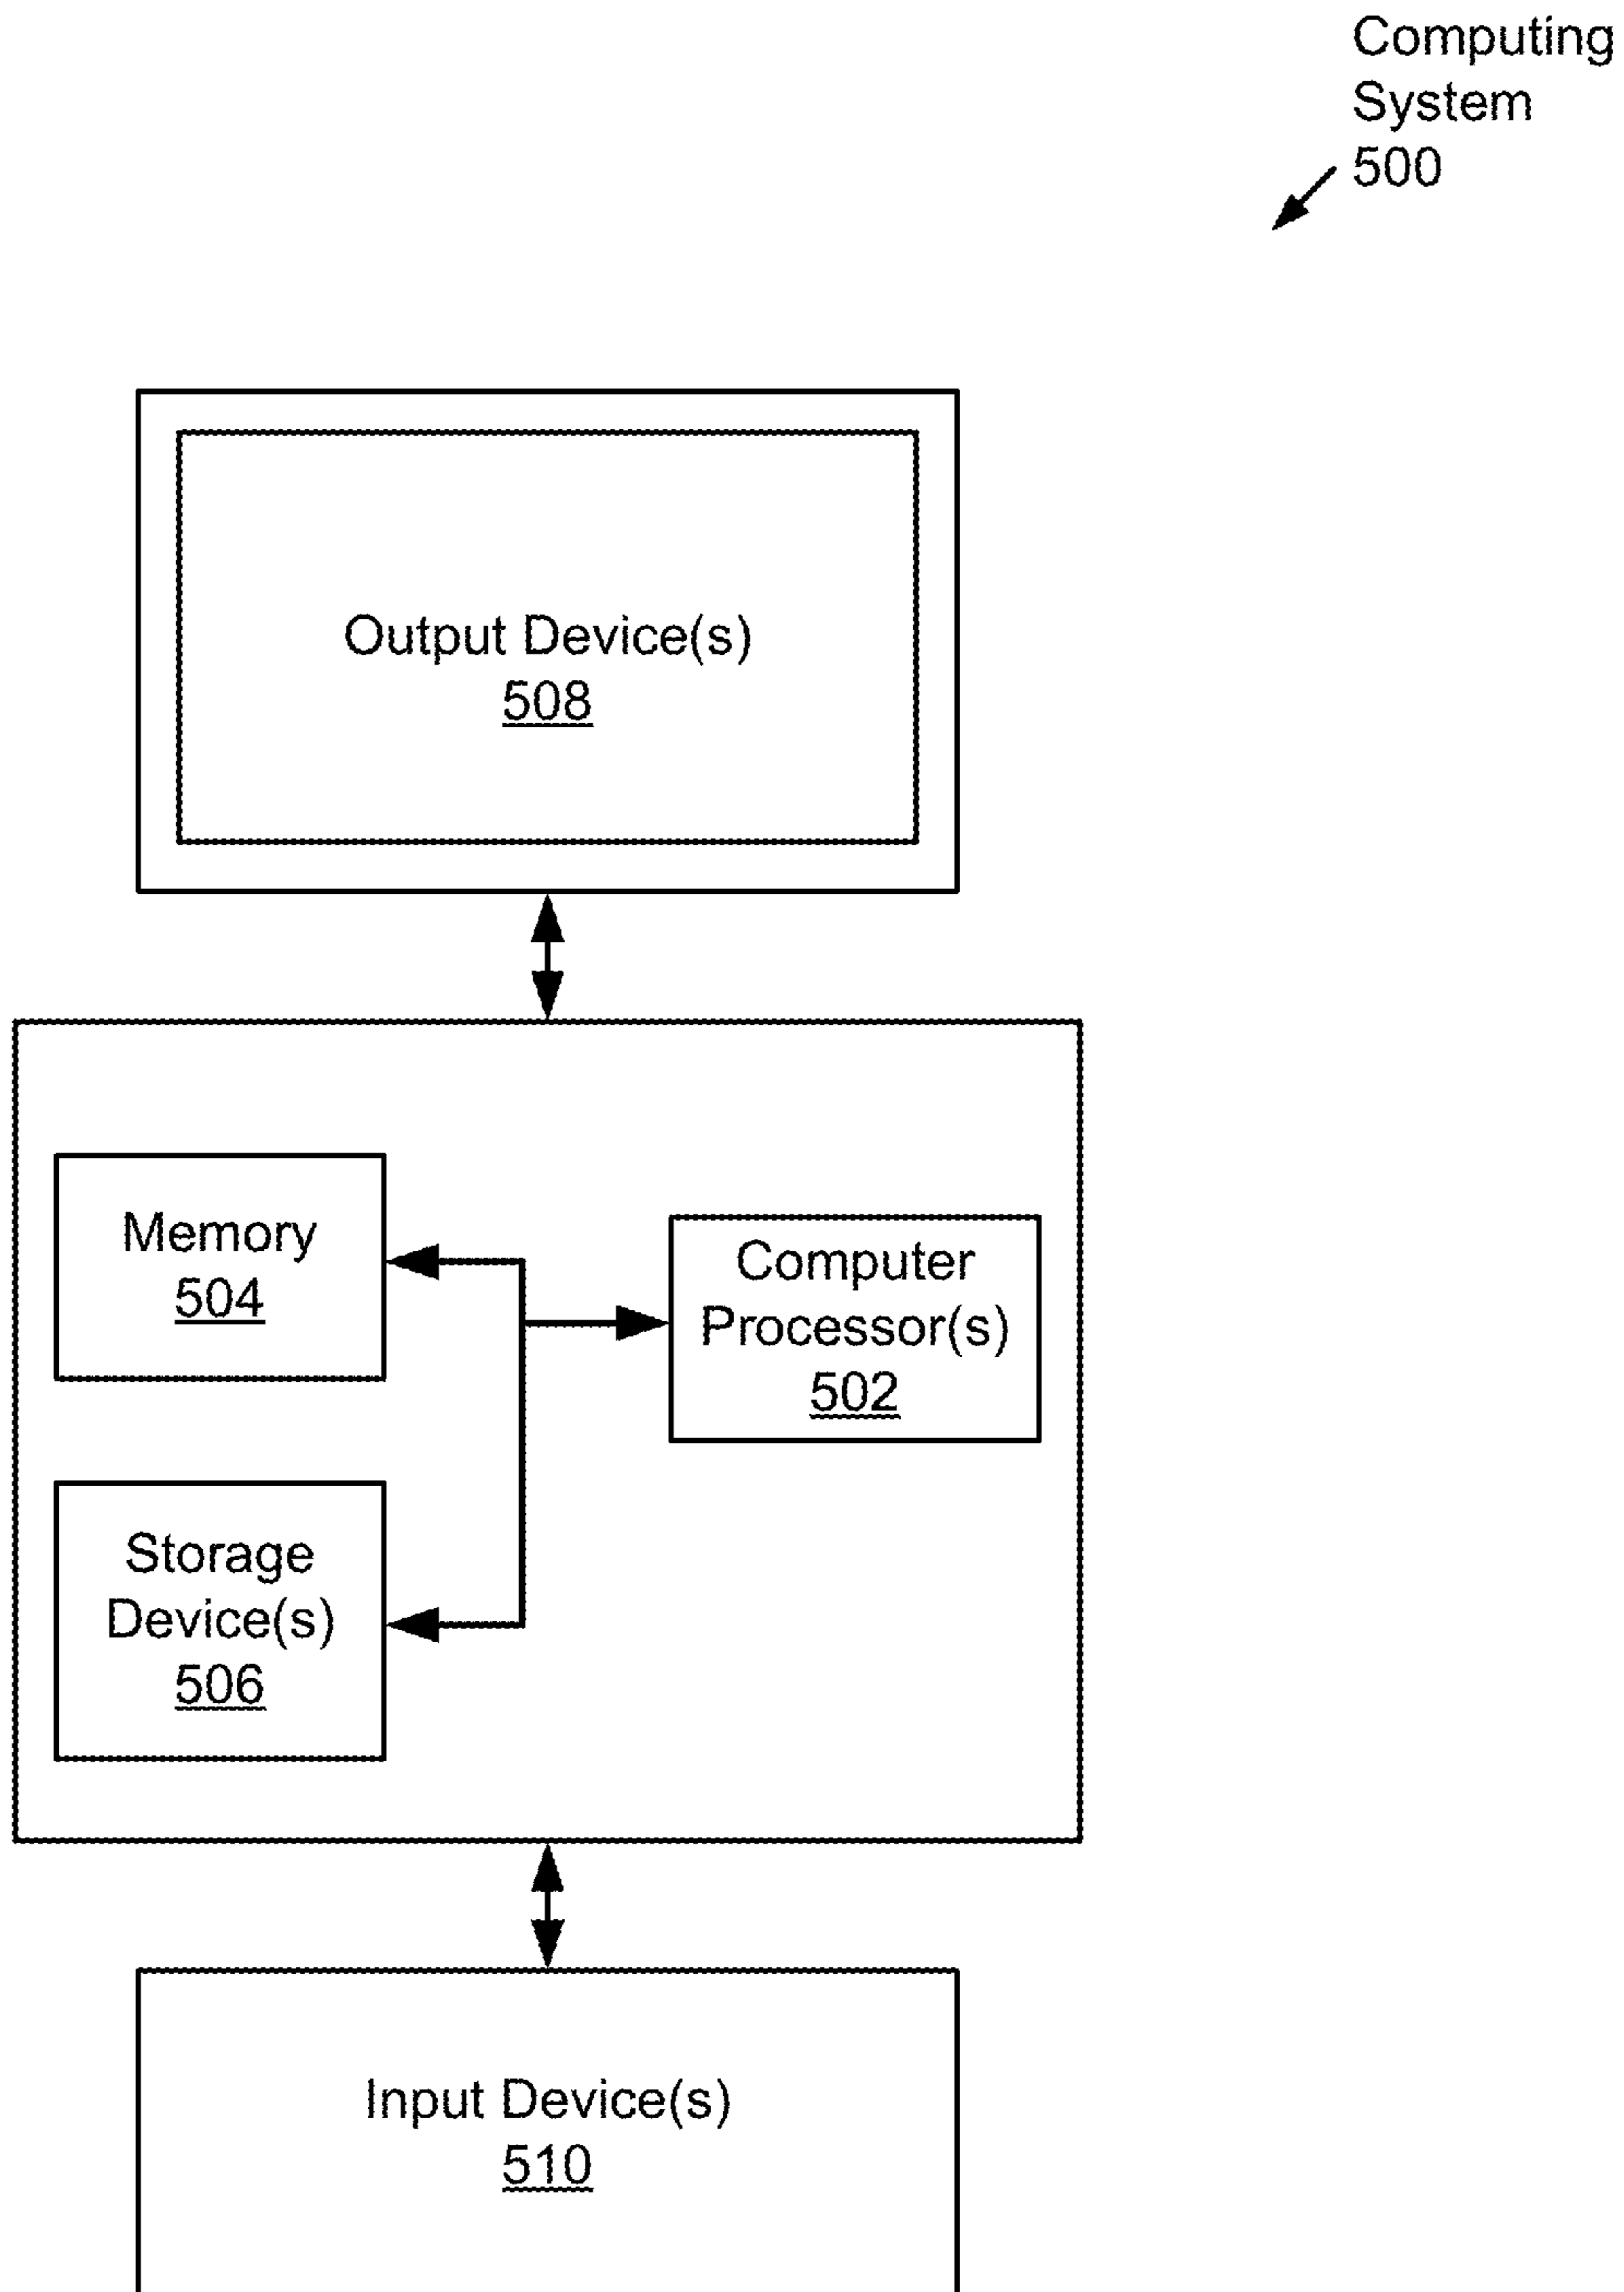 Computing
System
500
Output Device(s)
508
Memory
504
Computer
Processor(s)
502
Storage
Device(s)
506
Input Device(s)
510